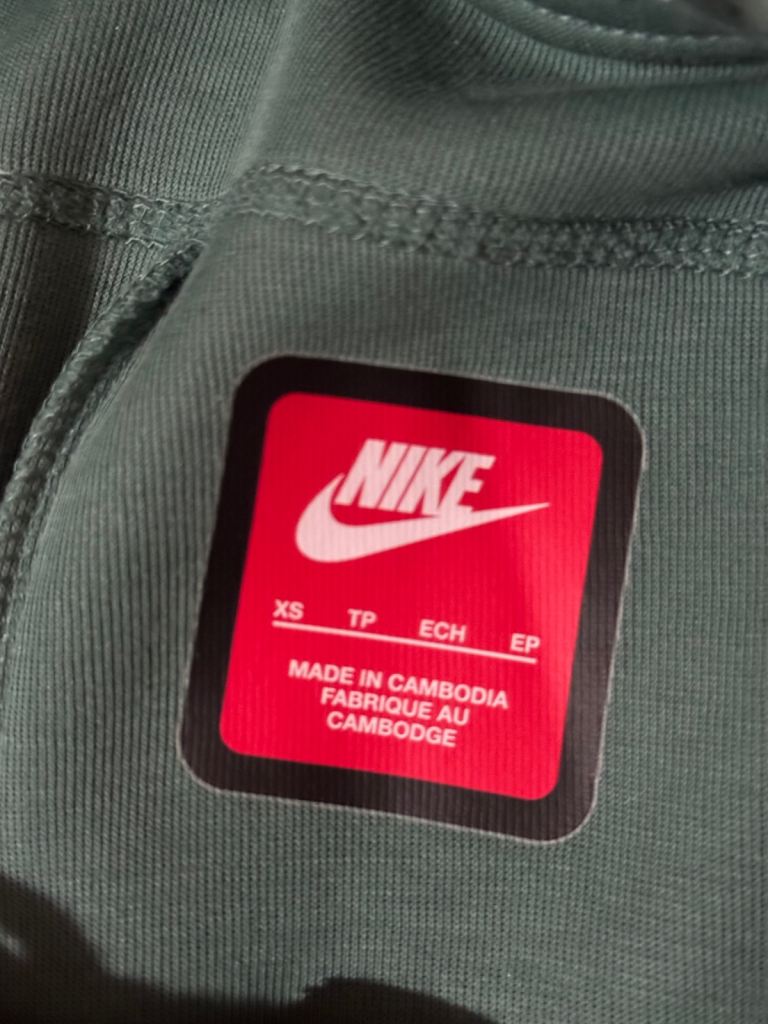 NIKE
XS TP ECH EP
MADE IN CAMBODIA
FABRIQUE AU
CAMBODGE